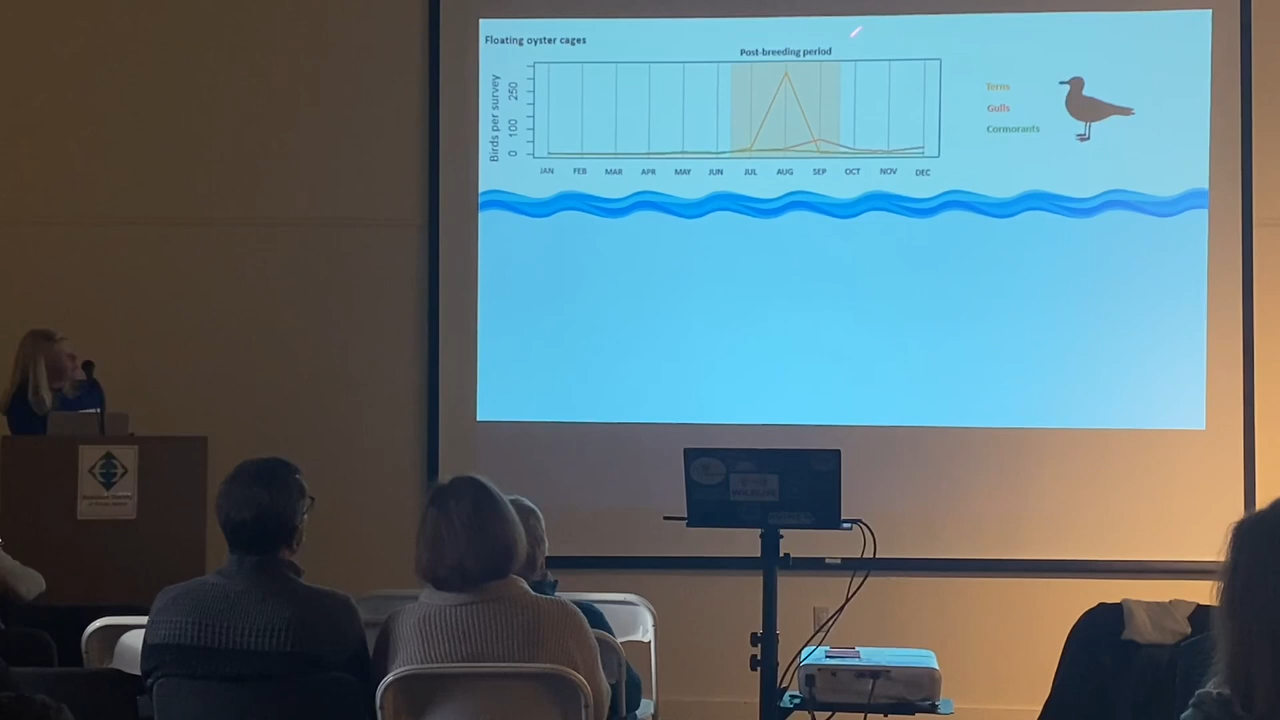 Floating oyster cages
Post-breeding period
Birds per survey
250
100
0
JAN FEB MAR APR MAY JUN JUL AUG SEP OCT NOV DEC
Terns
Gulls
Cormorants
WILDLIFE